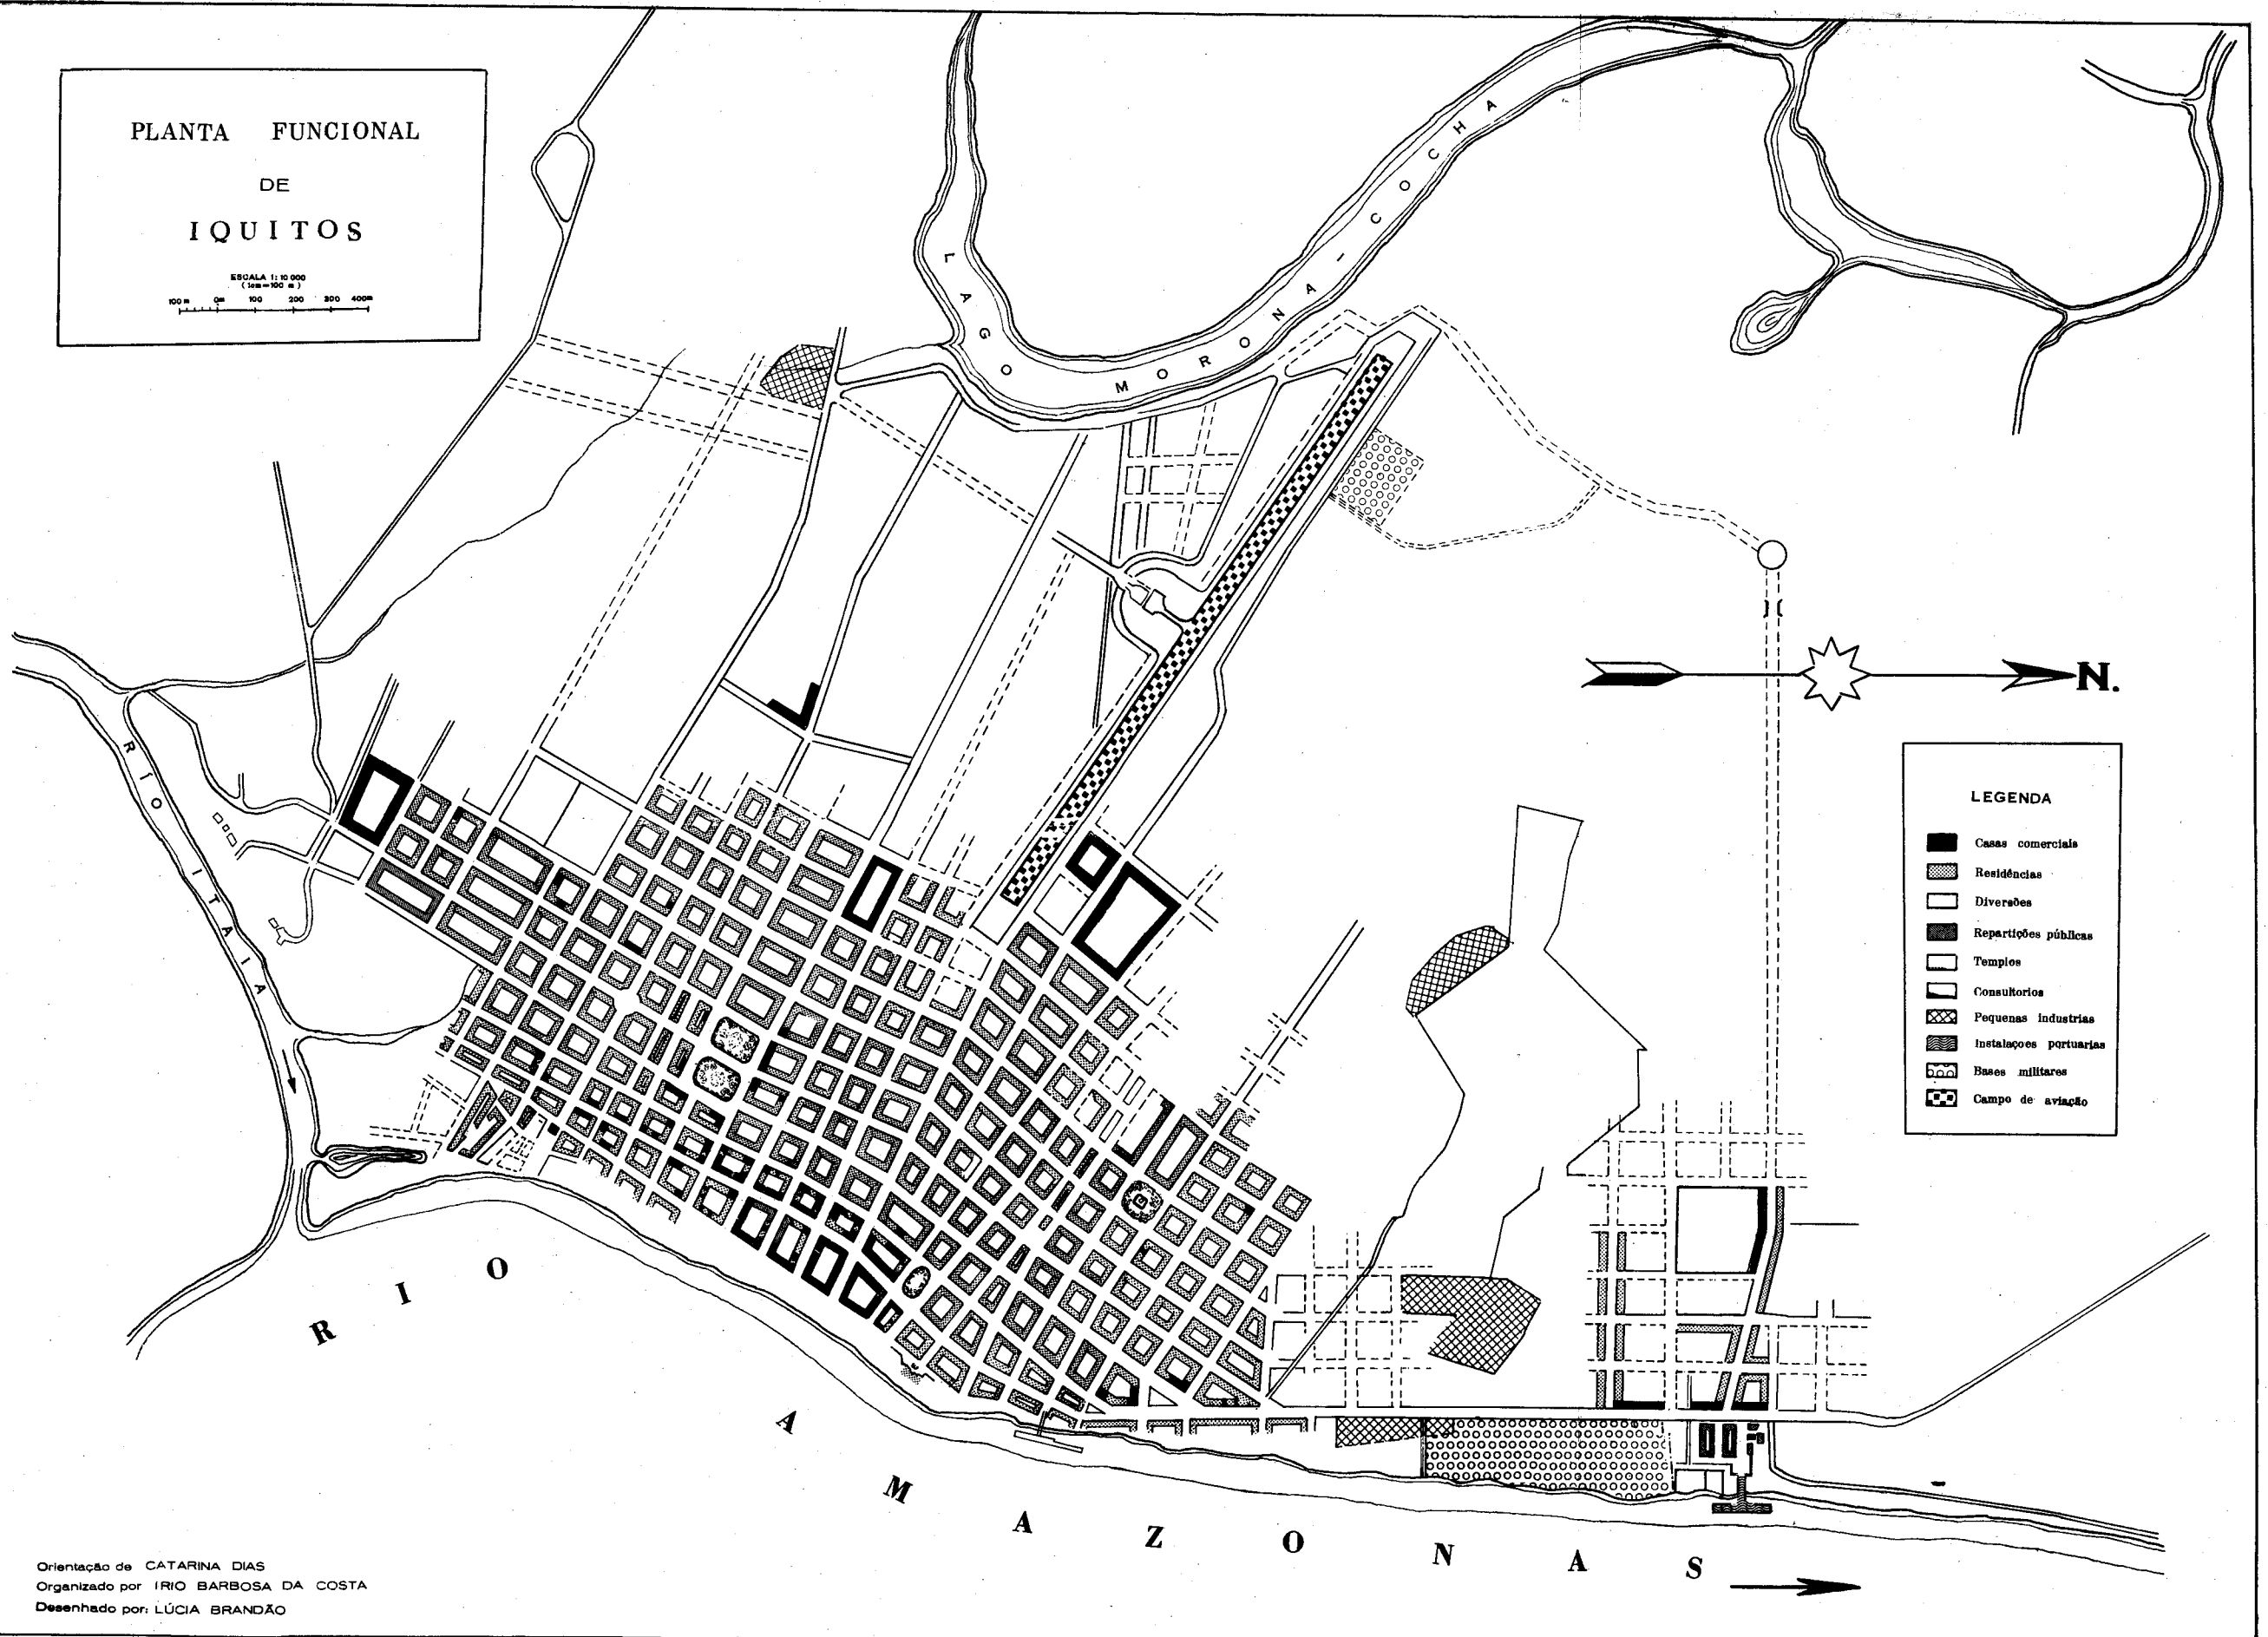 PLANTA FUNCIONAL
DE
IQUITOS
ESCALA 1:10 000
(1cm=100 m)
100 m 0m 100 200 300 400m
LAGO MORONA-COCHA
RÍO ITAIA
N.
LEGENDA
Casas comerciais
Residências
Diversões
Repartições públicas
Templos
Consultorios
Pequenas industrias
Instalaçoes portuarias
Bases militares
Campo de aviação
RIO AMAZONAS
Orientação de CATARINA DIAS
Organizado por IRIO BARBOSA DA COSTA
Desenhado por: LÚCIA BRANDÃO